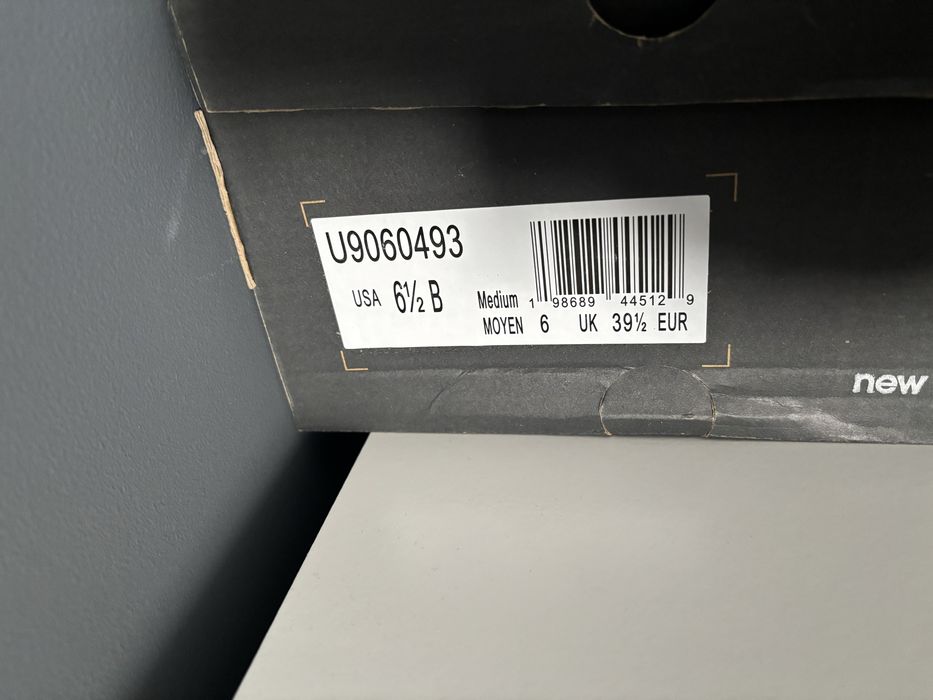 U9060493
USA 6½ B
Medium 1 98689 44512 9
MOYEN 6 UK 39½ EUR
new